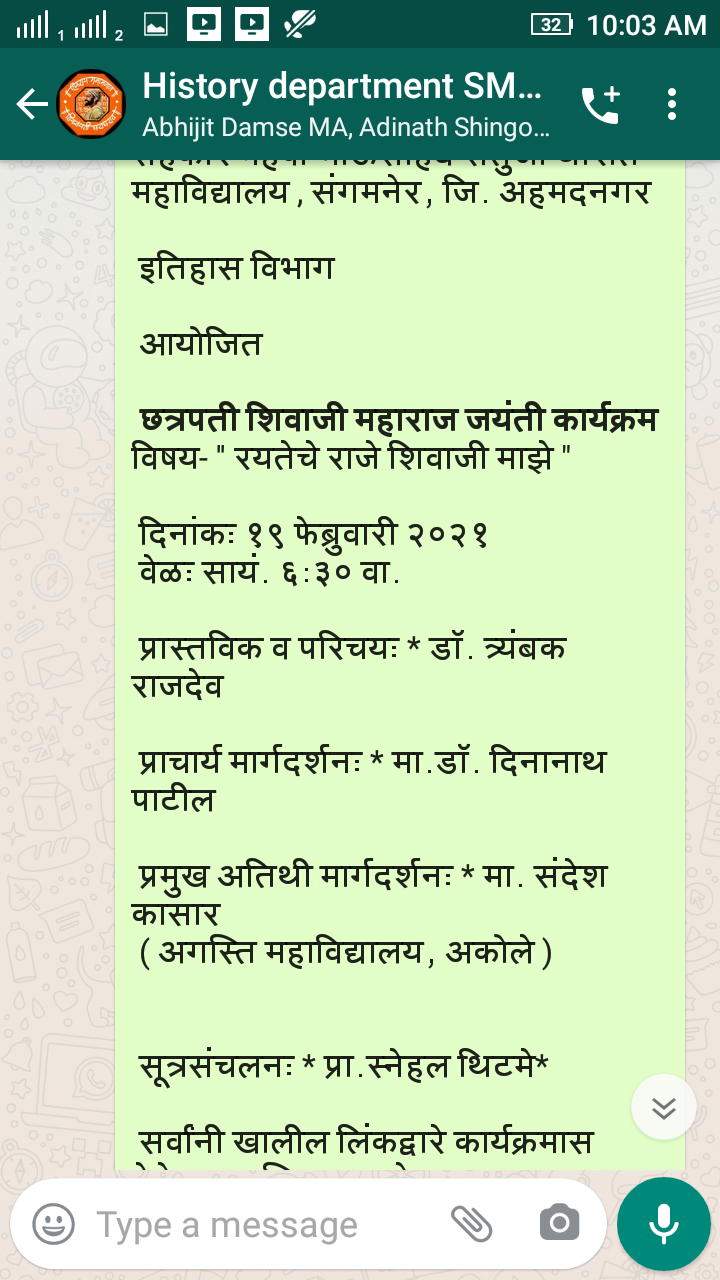 1 2 32 10:03 AM
History department SM...
Abhijit Damse MA, Adinath Shingo...
महाविद्यालय , संगमनेर , जि. अहमदनगर
इतिहास विभाग
आयोजित
छत्रपती शिवाजी महाराज जयंती कार्यक्रम
विषय- " रयतेचे राजे शिवाजी माझे "
दिनांकः १९ फेब्रुवारी २०२१
वेळः सायं. ६:३० वा.
प्रास्तविक व परिचयः * डॉ. त्र्यंबक
राजदेव
प्राचार्य मार्गदर्शनः * मा.डॉ. दिनानाथ
पाटील
प्रमुख अतिथी मार्गदर्शनः * मा. संदेश
कासार
( अगस्ति महाविद्यालय, अकोले )
सूत्रसंचलनः * प्रा.स्नेहल थिटमे*
सर्वांनी खालील लिंकद्वारे कार्यक्रमास
Type a message